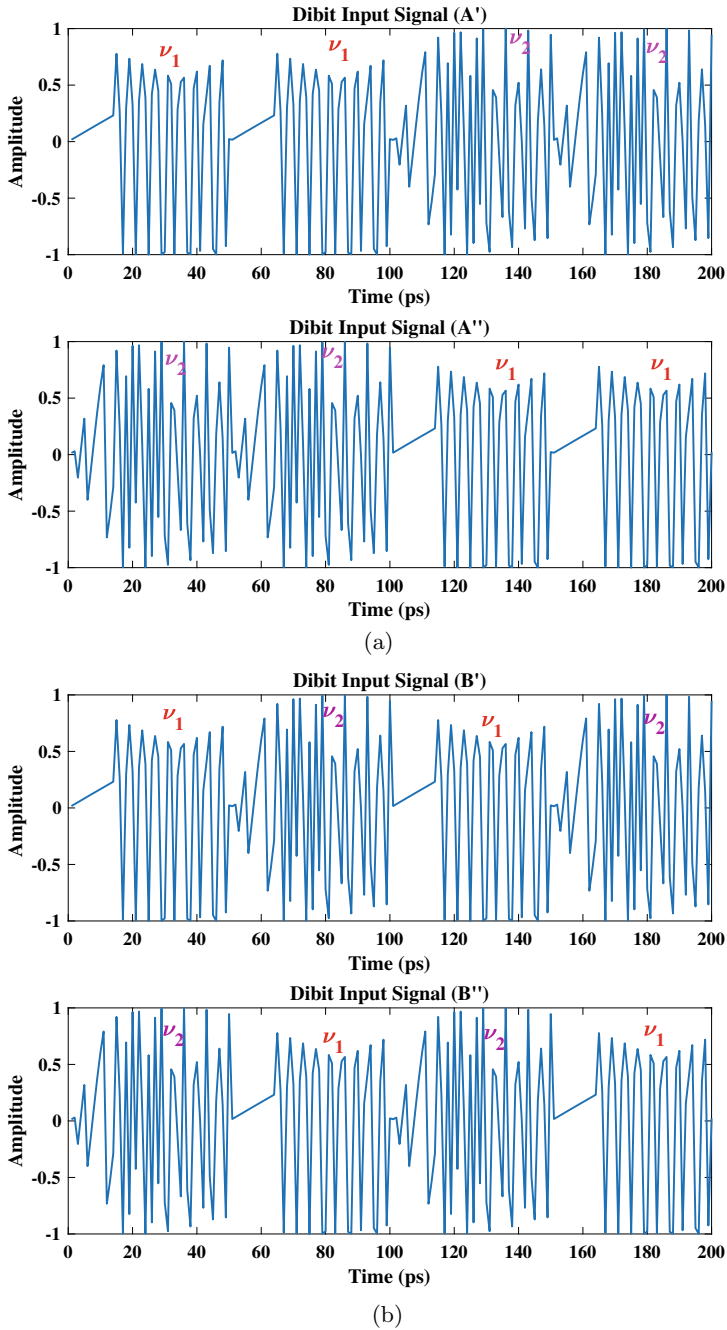 Dibit Input Signal (A')
ν1 ν1 ν2 ν2
1
0.5
0
-0.5
-1
Amplitude
0 20 40 60 80 100 120 140 160 180 200
Time (ps)
Dibit Input Signal (A'')
ν2 ν2 ν1 ν1
1
0.5
0
-0.5
-1
Amplitude
0 20 40 60 80 100 120 140 160 180 200
Time (ps)
(a)
Dibit Input Signal (B')
ν1 ν2 ν1 ν2
1
0.5
0
-0.5
-1
Amplitude
0 20 40 60 80 100 120 140 160 180 200
Time (ps)
Dibit Input Signal (B'')
ν2 ν1 ν2 ν1
1
0.5
0
-0.5
-1
Amplitude
0 20 40 60 80 100 120 140 160 180 200
Time (ps)
(b)